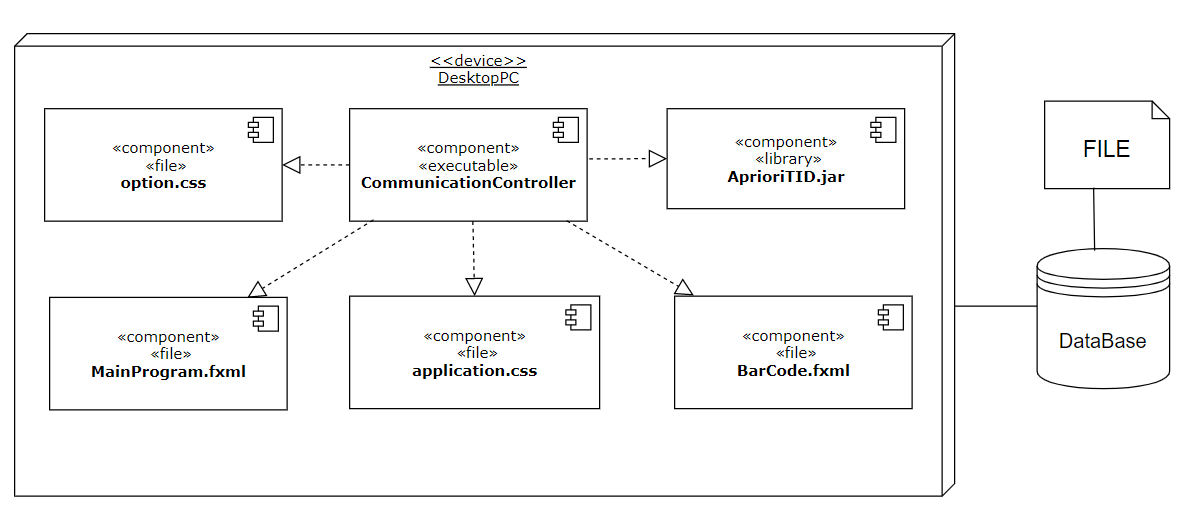 <<device>>
DesktopPC
«component»
«file»
option.css
«component»
«executable»
CommunicationController
«component»
«library»
AprioriTID.jar
«component»
«file»
MainProgram.fxml
«component»
«file»
application.css
«component»
«file»
BarCode.fxml
FILE
DataBase